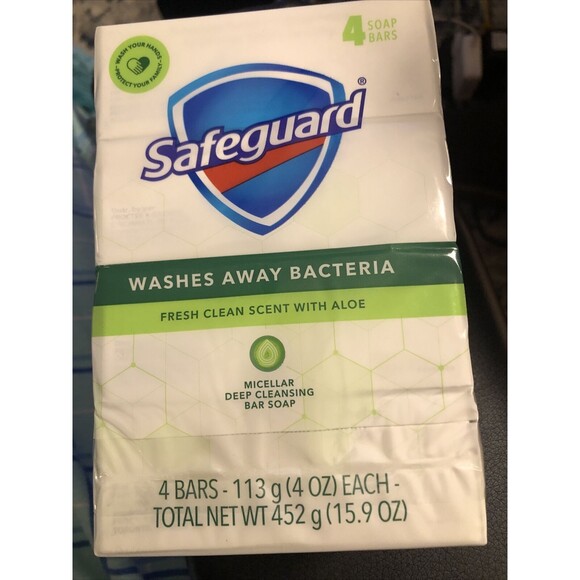 WASH YOUR HANDS
PROTECT YOUR FAMILY
4 SOAP
BARS
Safeguard®
WASHES AWAY BACTERIA
FRESH CLEAN SCENT WITH ALOE
MICELLAR
DEEP CLEANSING
BAR SOAP
4 BARS - 113 g (4 OZ) EACH -
TOTAL NET WT 452 g (15.9 OZ)